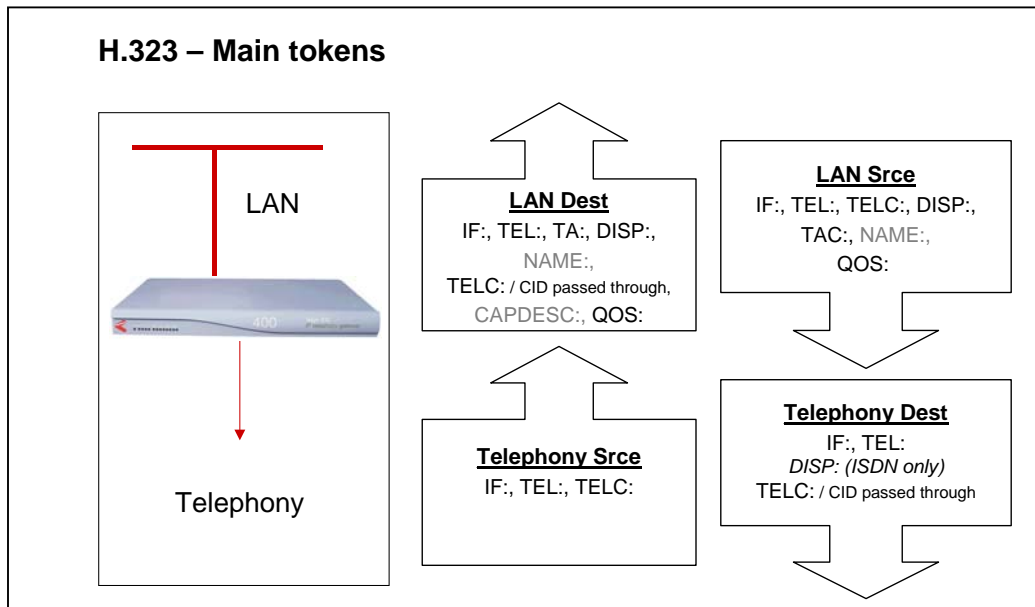 H.323 – Main tokens
LAN
400
Telephony
LAN Dest
IF:, TEL:, TA:, DISP:,
NAME:,
TELC: / CID passed through,
CAPDESC:, QOS:
Telephony Srce
IF:, TEL:, TELC:
LAN Srce
IF:, TEL:, TELC:, DISP:,
TAC:, NAME:,
QOS:
Telephony Dest
IF:, TEL:
DISP: (ISDN only)
TELC: / CID passed through